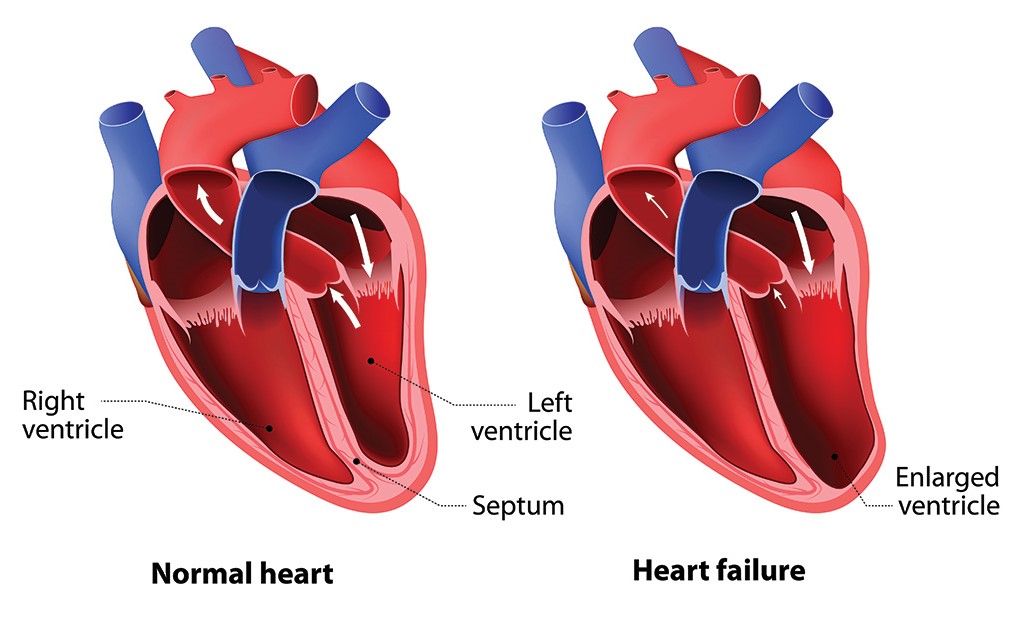 Right
ventricle
Left
ventricle
Septum
Normal heart
Enlarged
ventricle
Heart failure